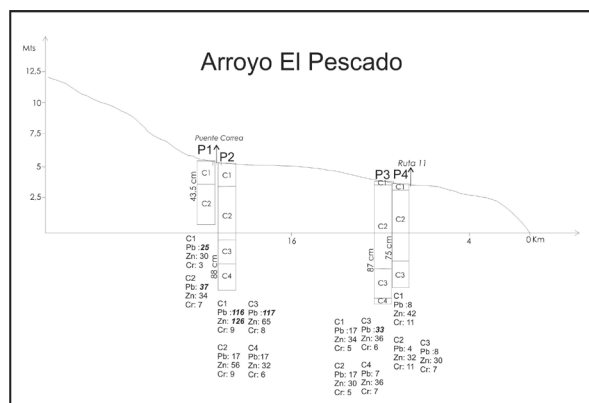 Arroyo El Pescado
Mts
12.5
10
7.5
5
2.5
Puente Correa
P1
P2
C1
C2
43.5 cm
C1
C2
C3
C4
88 cm
P3
P4
Ruta 11
C1
C2
C3
C4
87 cm
C1
C2
C3
75 cm
16
4
0 Km
C1
Pb: 25
Zn: 30
Cr: 3
C2
Pb: 37
Zn: 34
Cr: 7
C1
Pb: 116
Zn: 126
Cr: 9
C3
Pb :117
Zn: 65
Cr: 8
C2
Pb: 17
Zn: 56
Cr: 9
C4
Pb:17
Zn: 32
Cr: 6
C1
Pb :17
Zn: 34
Cr: 5
C3
Pb :33
Zn: 36
Cr: 6
C2
Pb: 17
Zn: 30
Cr: 5
C4
Pb: 7
Zn: 36
Cr: 7
C1
Pb :8
Zn: 42
Cr: 11
C2
Pb: 4
Zn: 32
Cr: 11
C3
Pb :8
Zn: 30
Cr: 7